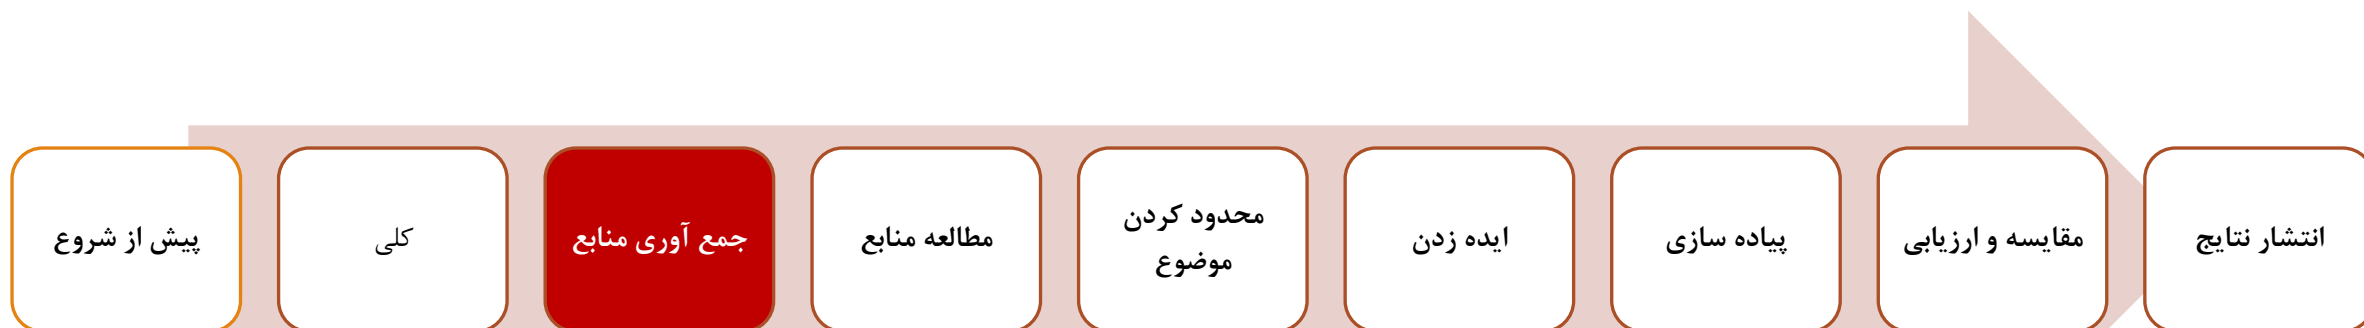 پیش از شروع
کلی
جمع آوری منابع
مطالعه منابع
محدود کردن
موضوع
ایده زدن
پیاده سازی
مقایسه و ارزیابی
انتشار نتایج